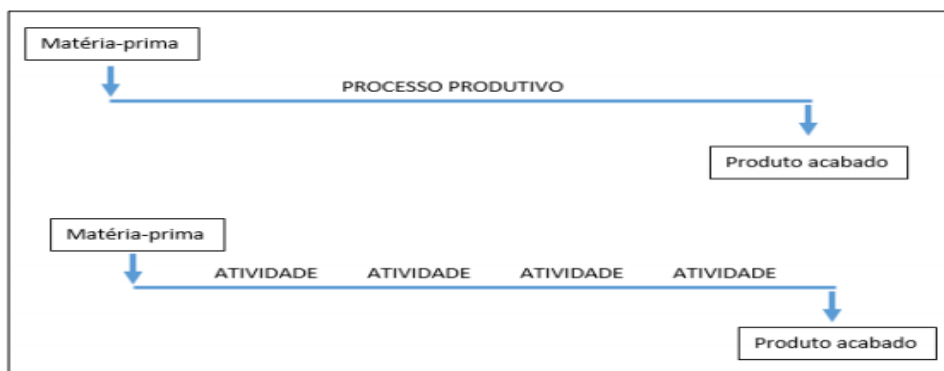 Matéria-prima
PROCESSO PRODUTIVO
Produto acabado
Matéria-prima
ATIVIDADE ATIVIDADE ATIVIDADE ATIVIDADE
Produto acabado